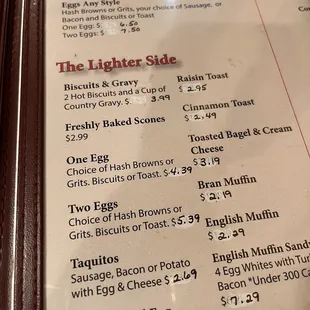 Eggs Any Style
Hash Browns or Grits, your choice of Sausage, or
Bacon and Biscuits or Toast
One Egg: $ 6.50
Two Eggs: $ 7.50
The Lighter Side
Biscuits & Gravy
2 Hot Biscuits and a Cup of
Country Gravy. $ 3.99
Freshly Baked Scones
$2.99
One Egg
Choice of Hash Browns or
Grits. Biscuits or Toast. $4.39
Two Eggs
Choice of Hash Browns or
Grits. Biscuits or Toast. $5.39
Taquitos
Sausage, Bacon or Potato
with Egg & Cheese $2.69
Raisin Toast
$2.95
Cinnamon Toast
$2.49
Toasted Bagel & Cream
Cheese
$3.19
Bran Muffin
$2.19
English Muffin
$2.29
English Muffin Sand
4 Egg Whites with Tur
Bacon *Under 300 Ca
$7.29